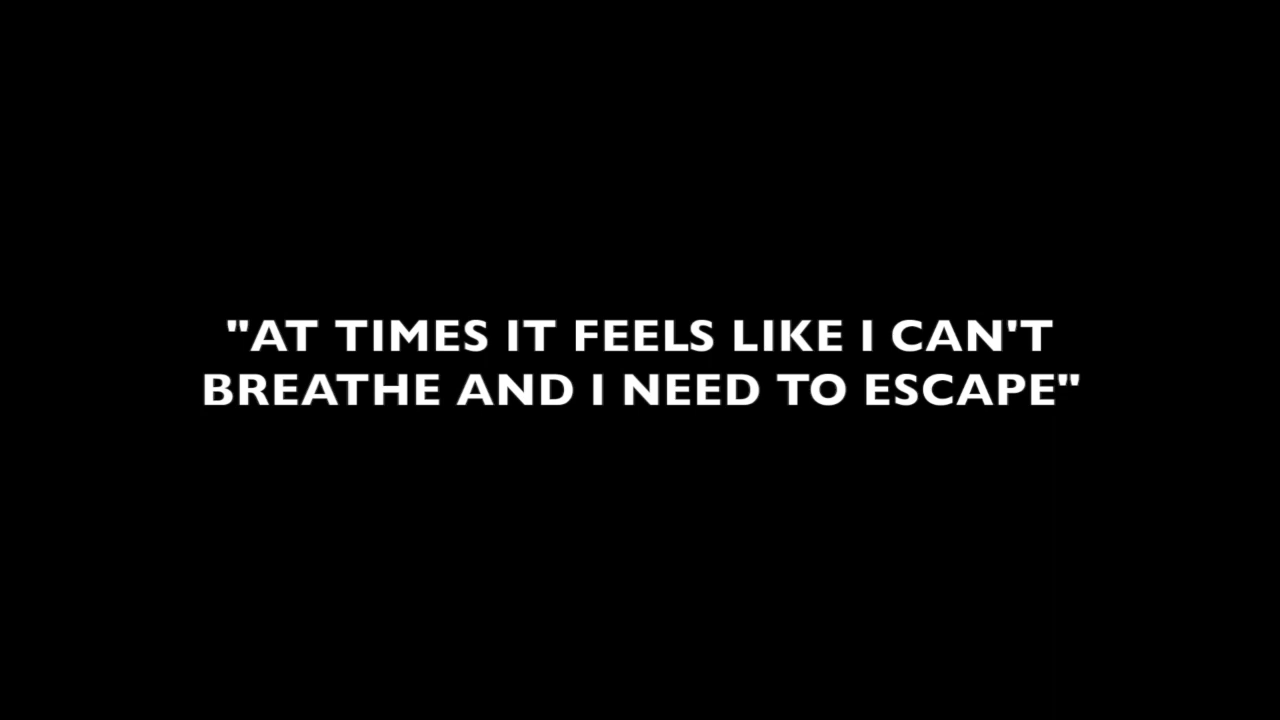 "AT TIMES IT FEELS LIKE I CAN'T
BREATHE AND I NEED TO ESCAPE"